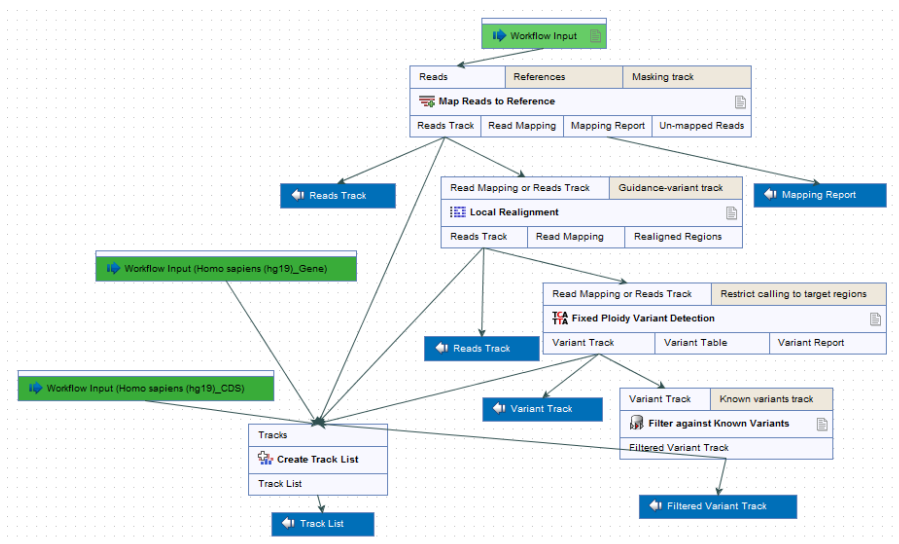 Workflow Input
Reads References Masking track
Map Reads to Reference
Reads Track Read Mapping Mapping Report Un-mapped Reads
Reads Track
Read Mapping or Reads Track Guidance-variant track
Mapping Report
Local Realignment
Reads Track Read Mapping Realigned Regions
Workflow Input (Homo sapiens (hg19)_Gene)
Read Mapping or Reads Track Restrict calling to target regions
Fixed Ploidy Variant Detection
Variant Track Variant Table Variant Report
Reads Track
Workflow Input (Homo sapiens (hg19)_CDS)
Variant Track Known variants track
Variant Track
Filter against Known Variants
Filtered Variant Track
Tracks
Create Track List
Track List
Filtered Variant Track
Track List